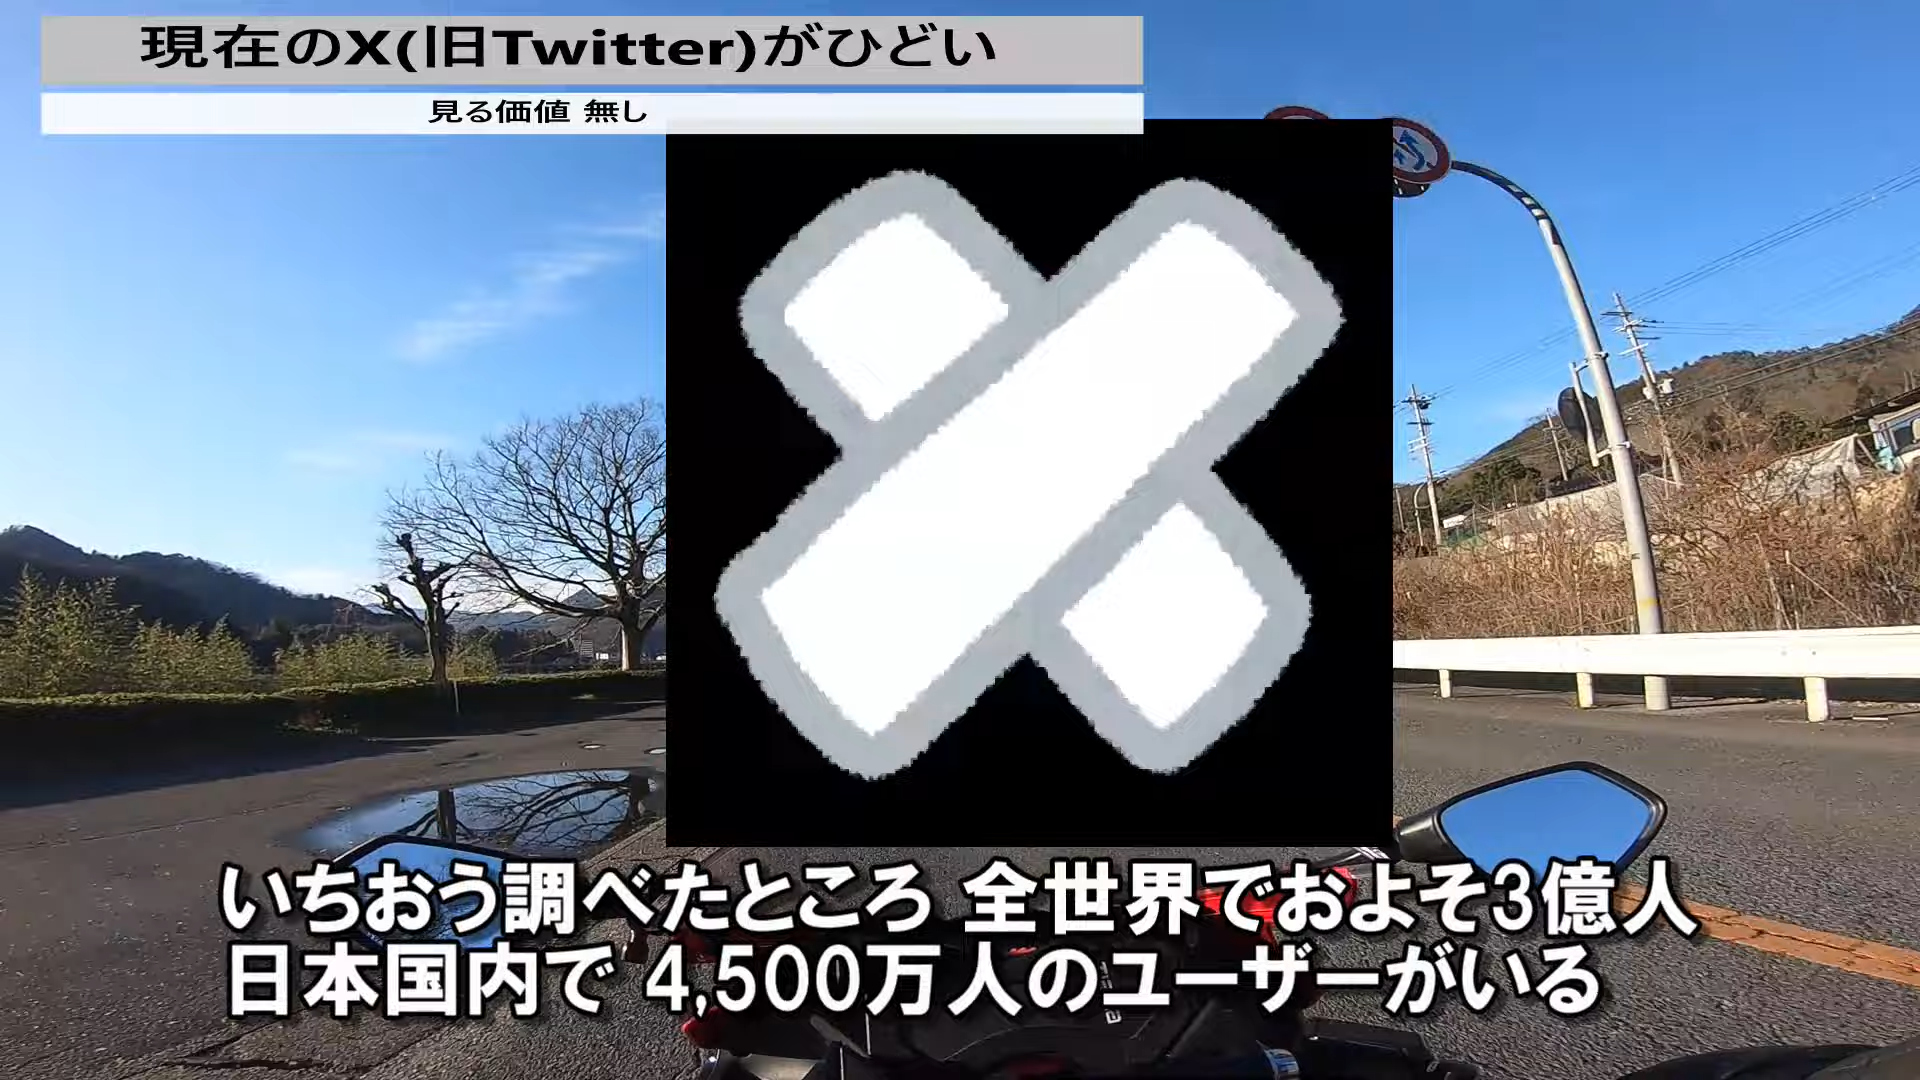 現在のX(旧Twitter)がひどい
見る価値 無し
いちおう調べたところ 全世界でおよそ3億人
日本国内で 4,500万人のユーザーがいる